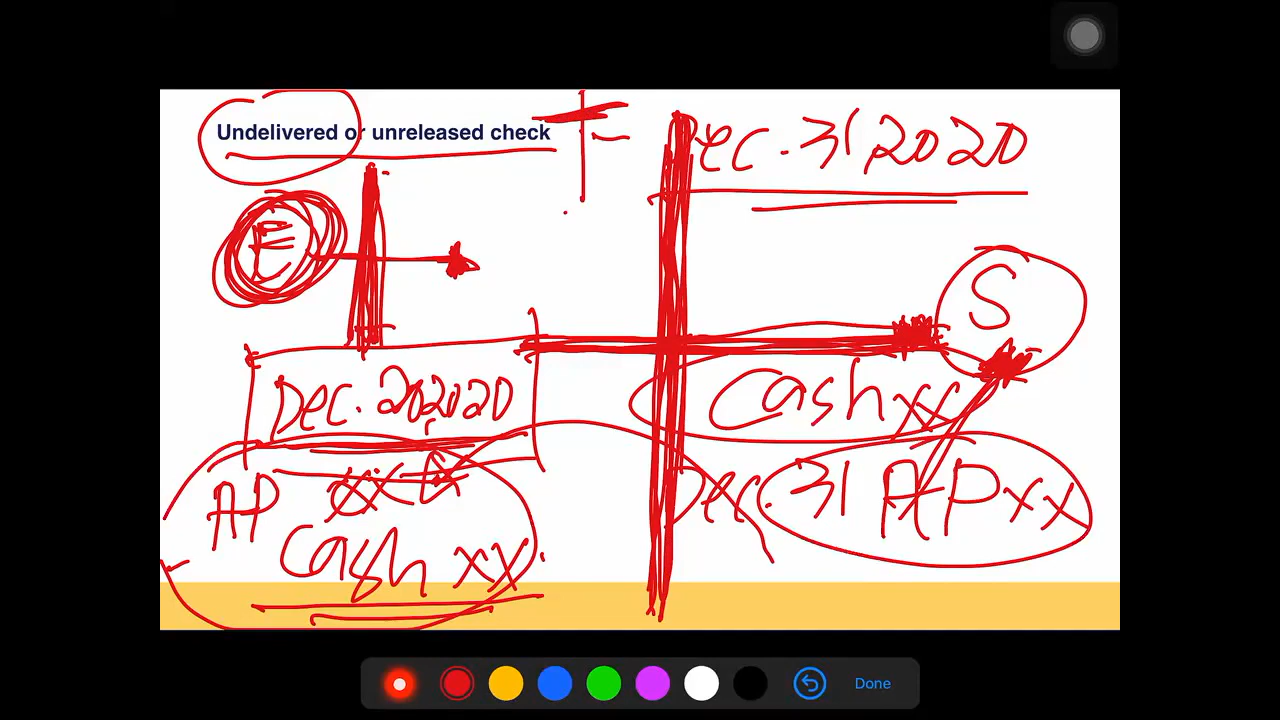 Undelivered or unreleased check
Dec. 31, 2020
E
S
Dec. 20, 2020
Cash xx
AP xx
Dec. 31 AP xx
Cash xx
Done